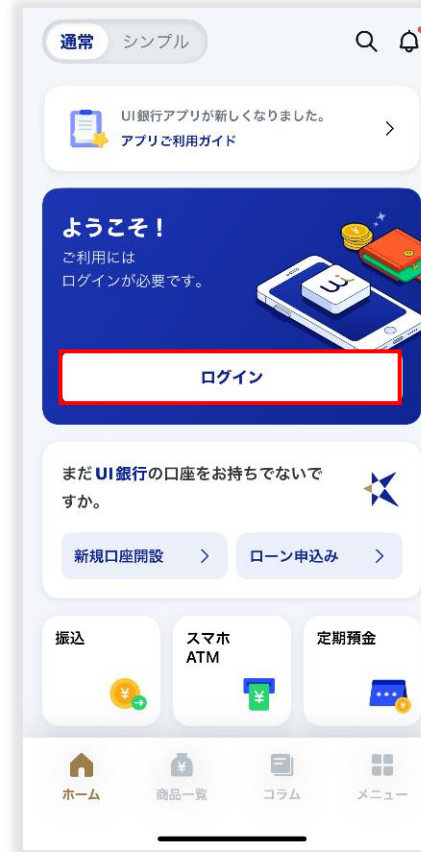 通常 シンプル
UI銀行アプリが新しくなりました。
アプリご利用ガイド
ようこそ！
ご利用には
ログインが必要です。
ui
ログイン
まだUI銀行の口座をお持ちでないで
すか。
新規口座開設 ローン申込み
振込 スマホ 定期預金
ATM
ホーム 商品一覧 コラム メニュー